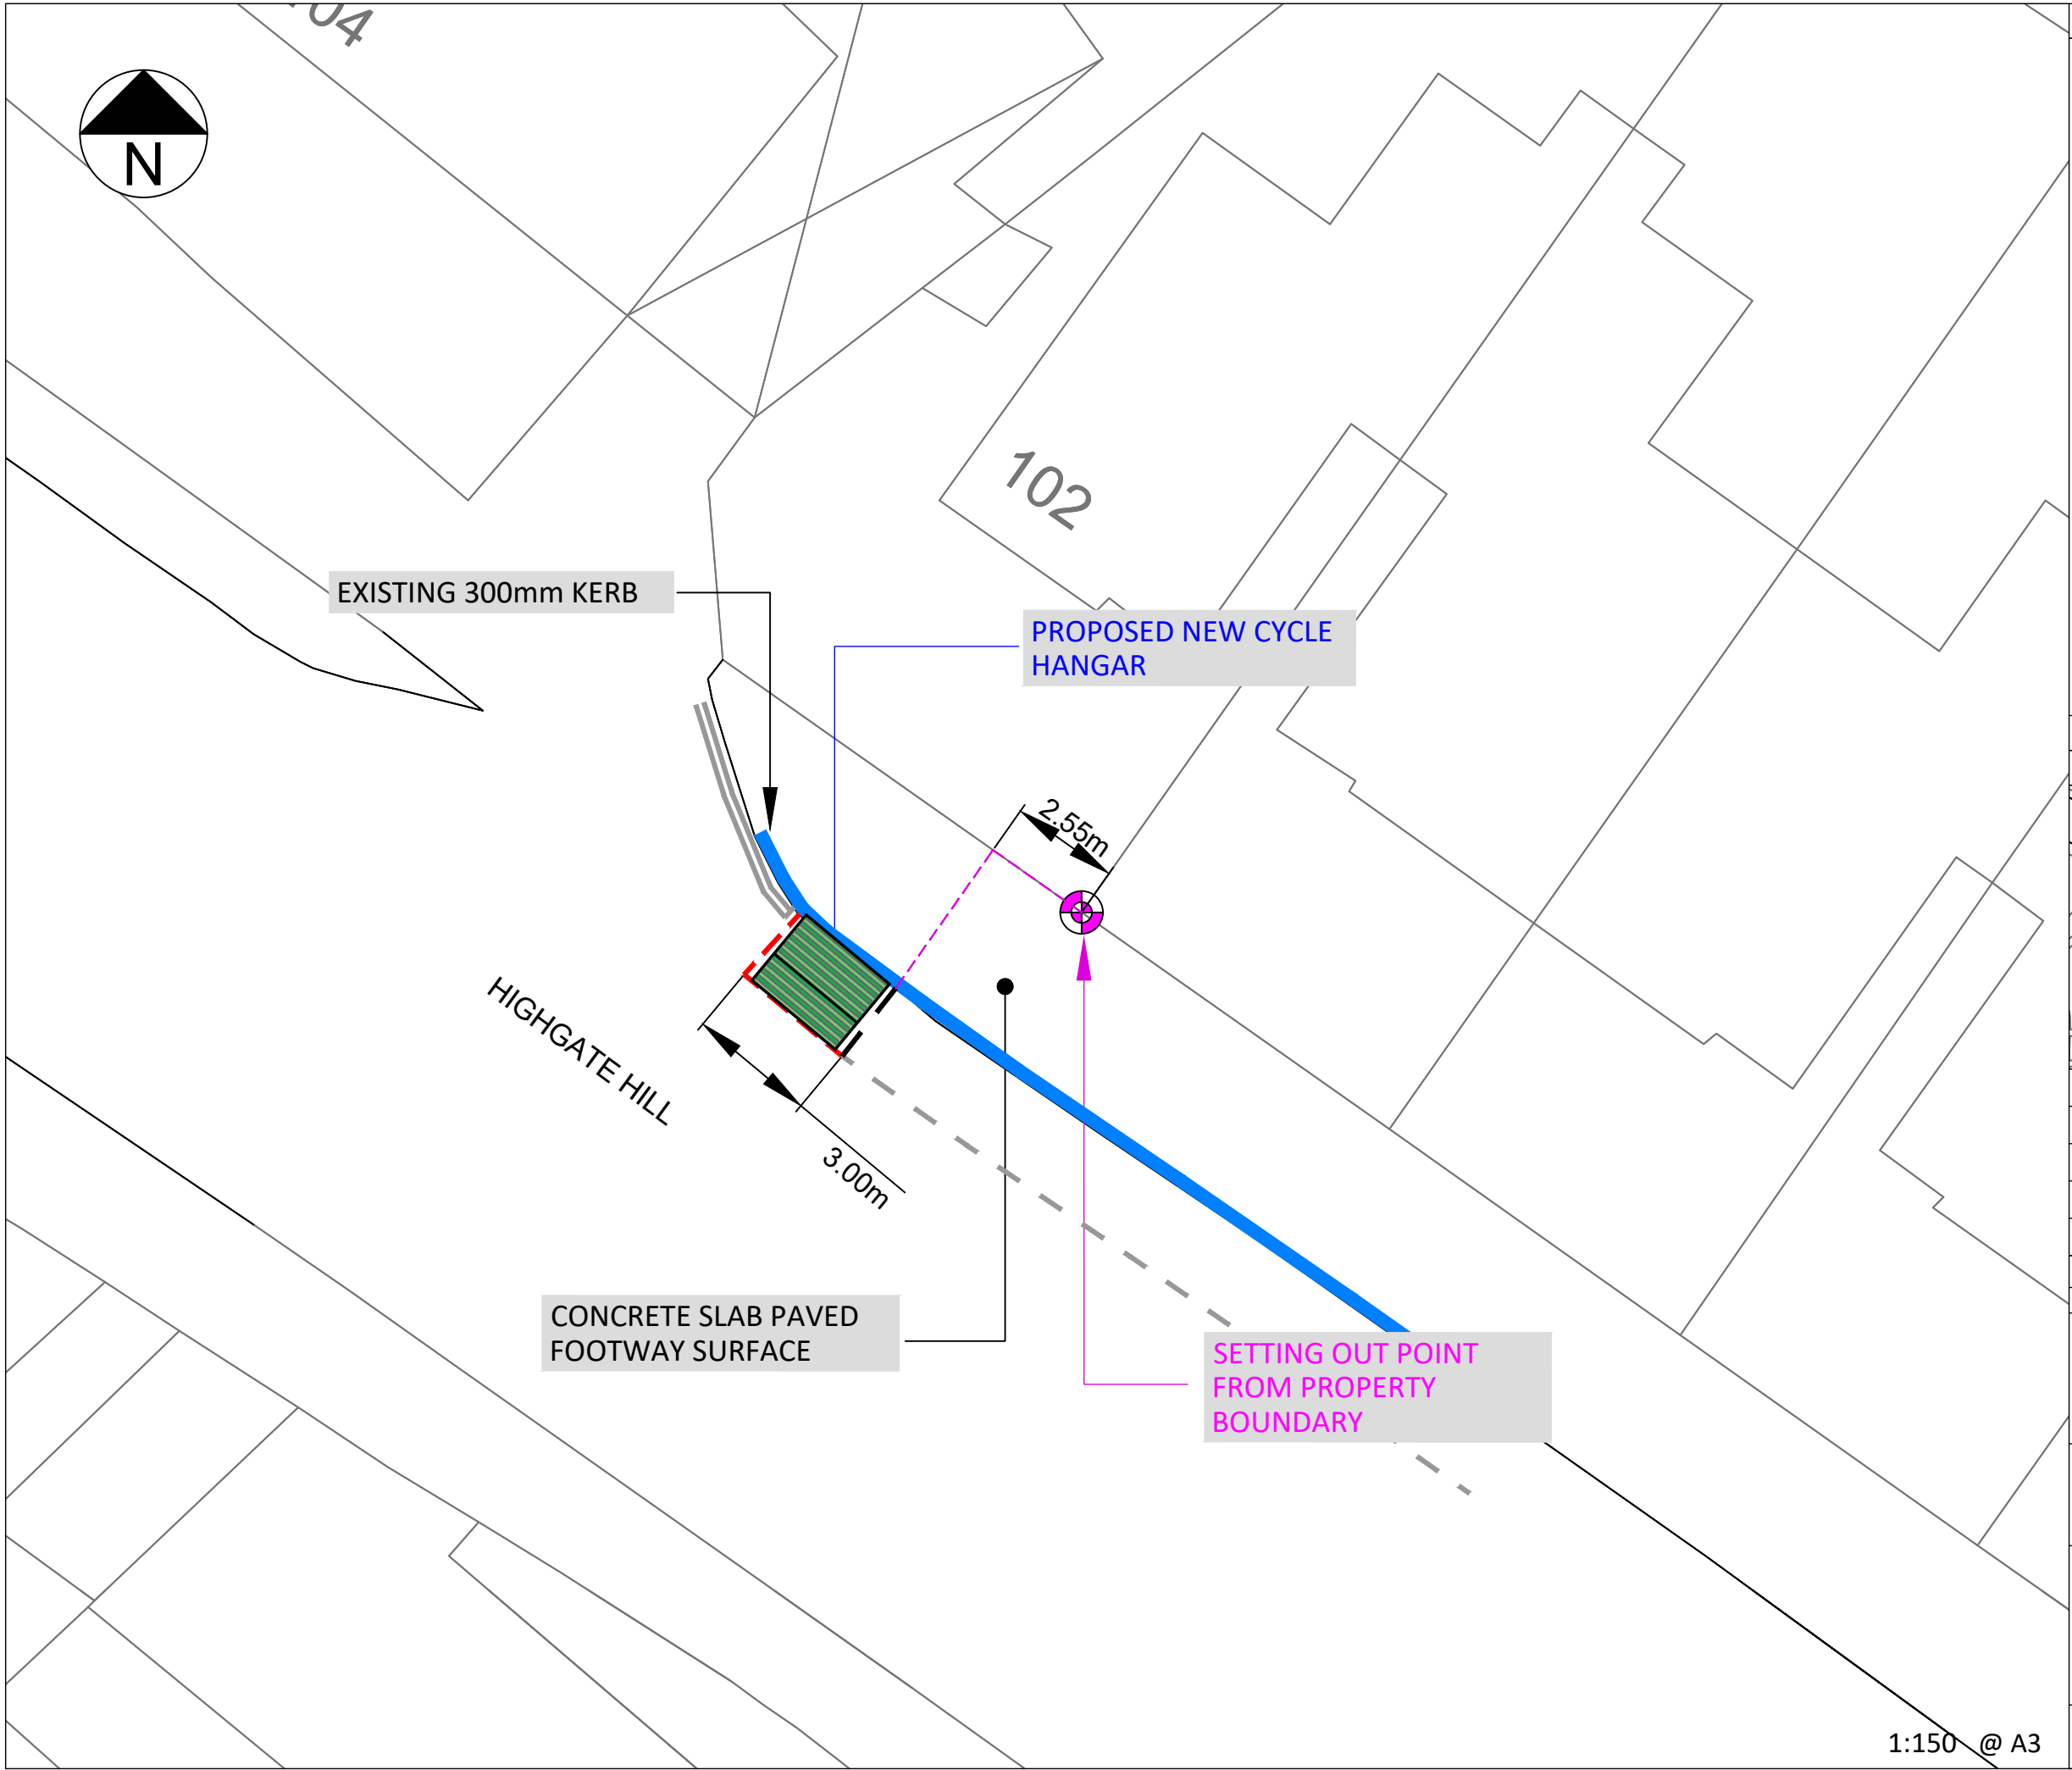 04
N
102
EXISTING 300mm KERB
PROPOSED NEW CYCLE
HANGAR
2.55m
HIGHGATE HILL
3.00m
CONCRETE SLAB PAVED
FOOTWAY SURFACE
SETTING OUT POINT
FROM PROPERTY
BOUNDARY
1:150 @ A3